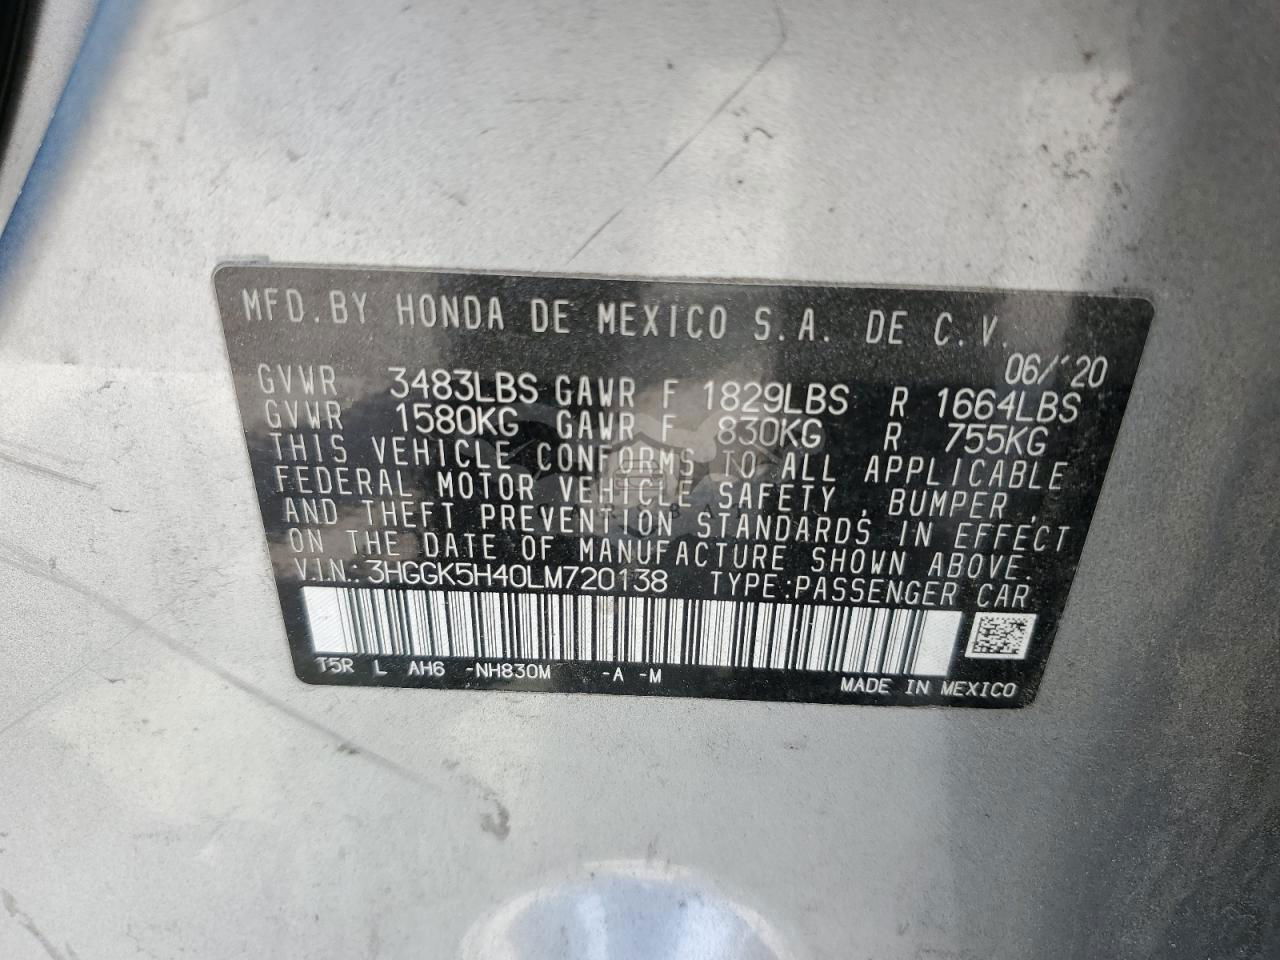 MFD. BY HONDA DE MEXICO S.A. DE C.V.
06/'20
GVWR 3483LBS GAWR F 1829LBS R 1664LBS
GVWR 1580KG GAWR F 830KG R 755KG
THIS VEHICLE CONFORMS TO ALL APPLICABLE
FEDERAL MOTOR VEHICLE SAFETY, BUMPER,
AND THEFT PREVENTION STANDARDS IN EFFECT
ON THE DATE OF MANUFACTURE SHOWN ABOVE.
V.I.N.: 3HGGK5H40LM720138 TYPE:PASSENGER CAR
T5R L AH6 -NH830M -A -M
MADE IN MEXICO